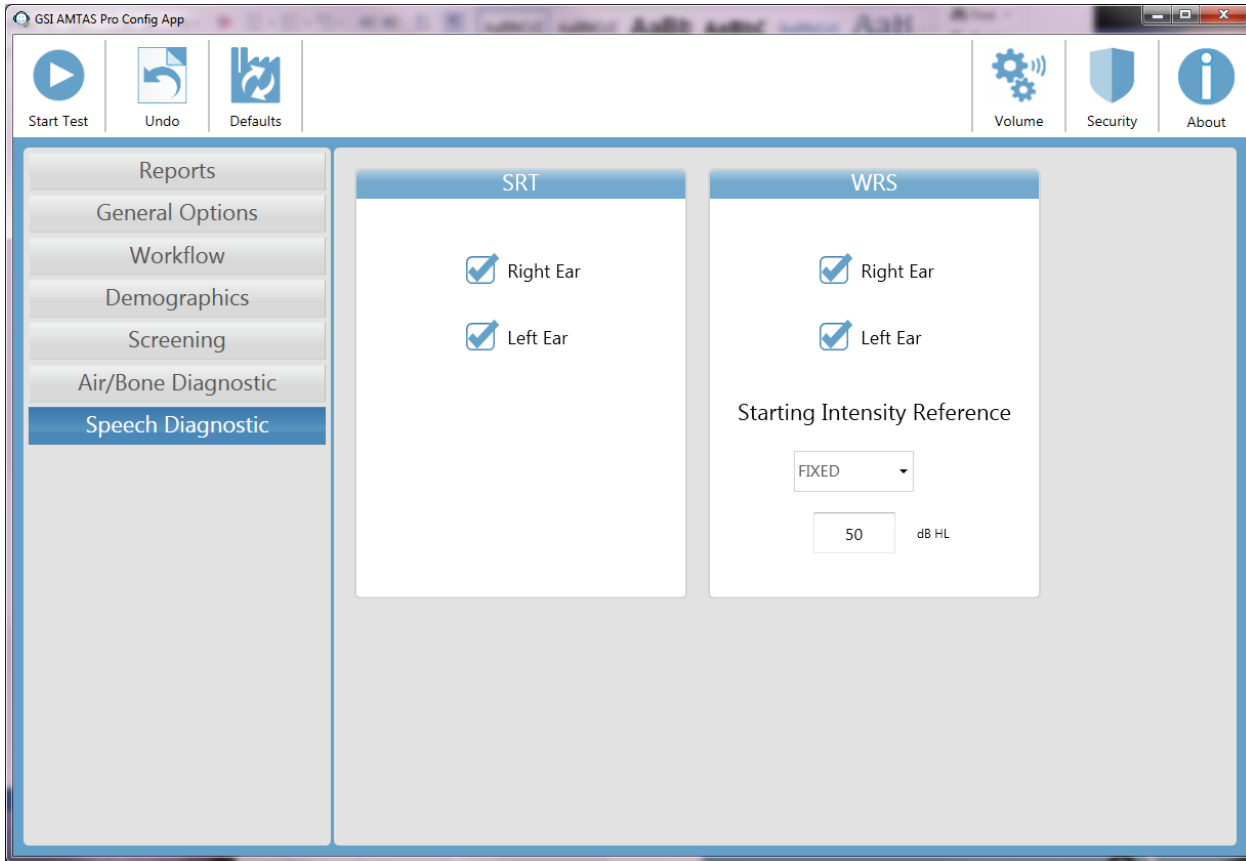 GSI AMTAS Pro Config App
Start Test
Undo
Defaults
Volume
Security
About
Reports
General Options
Workflow
Demographics
Screening
Air/Bone Diagnostic
Speech Diagnostic
SRT
Right Ear
Left Ear
WRS
Right Ear
Left Ear
Starting Intensity Reference
FIXED
50 dB HL